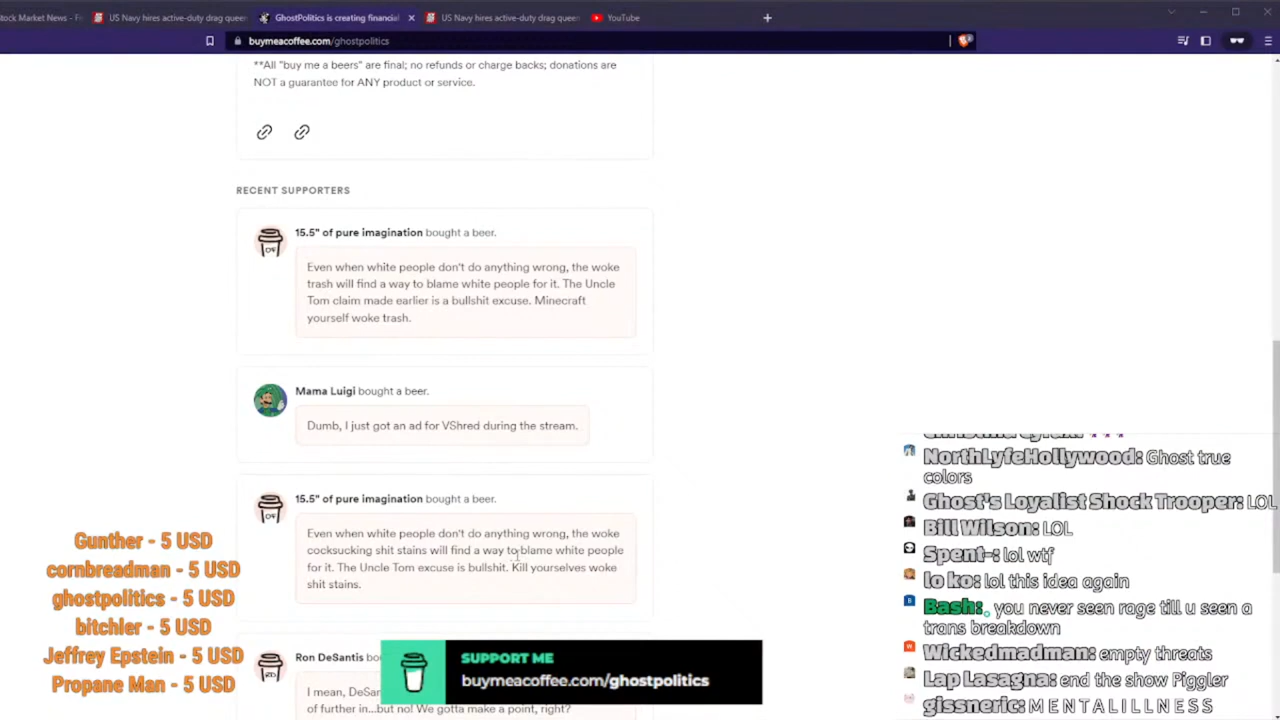 tock Market News - F
US Navy hires active-duty drag queen
GhostPolitics is creating financial
US Navy hires active-duty drag queen
YouTube
buymeacoffee.com/ghostpolitics
**All "buy me a beers" are final; no refunds or charge backs; donations are
NOT a guarantee for ANY product or service.
RECENT SUPPORTERS
15.5" of pure imagination bought a beer.
Even when white people don't do anything wrong, the woke
trash will find a way to blame white people for it. The Uncle
Tom claim made earlier is a bullshit excuse. Minecraft
yourself woke trash.
Mama Luigi bought a beer.
Dumb, I just got an ad for VShred during the stream.
15.5" of pure imagination bought a beer.
Even when white people don't do anything wrong, the woke
cocksucking shit stains will find a way to blame white people
for it. The Uncle Tom excuse is bullshit. Kill yourselves woke
shit stains.
Ron DeSantis bo
I mean, DeSan
of further in...but no! We gotta make a point, right?
SUPPORT ME
buymeacoffee.com/ghostpolitics
Gunther - 5 USD
cornbreadman - 5 USD
ghostpolitics - 5 USD
bitchler - 5 USD
Jeffrey Epstein - 5 USD
Propane Man - 5 USD
NorthLyfeHollywood: Ghost true
colors
Ghost's Loyalist Shock Trooper: LOL
Bill Wilson: LOL
Spent-: lol wtf
lo ko: lol this idea again
Bash: you never seen rage till u seen a
trans breakdown
Wickedmadman: empty threats
Lap Lasagna: end the show Piggler
gissneric: M E N T A L I L L N E S S